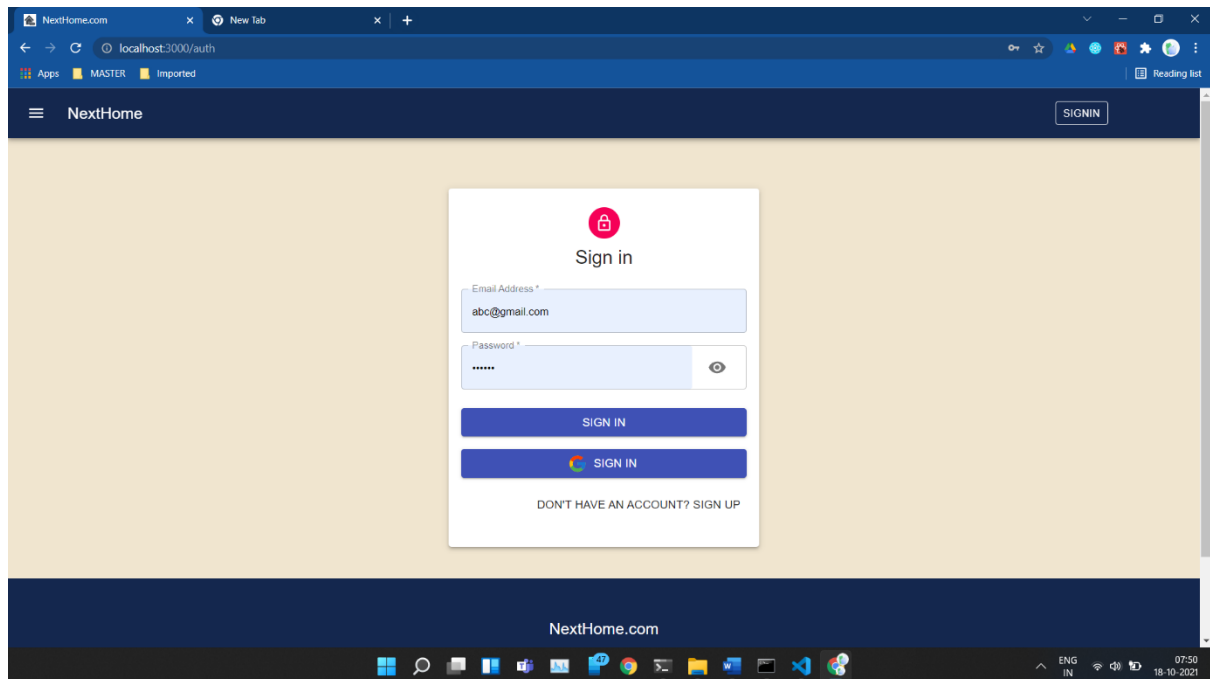 NextHome.com
New Tab
localhost:3000/auth
Apps MASTER Imported
Reading list
NextHome
SIGNIN
Sign in
Email Address *
abc@gmail.com
Password *
••••••
SIGN IN
SIGN IN
DON'T HAVE AN ACCOUNT? SIGN UP
NextHome.com
47
ENG
IN
07:50
18-10-2021